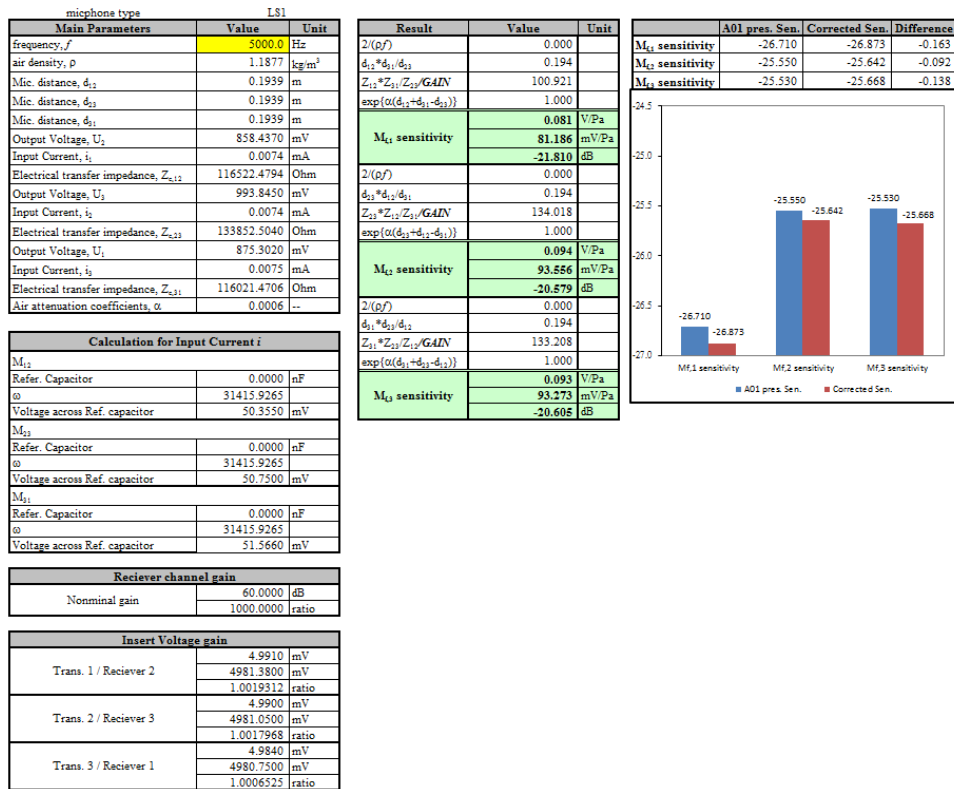 micphone type LS1
Main Parameters Value Unit
frequency, f 5000.0 Hz
air density, ρ 1.1877 kg/m³
Mic. distance, d₁₂ 0.1939 m
Mic. distance, d₂₃ 0.1939 m
Mic. distance, d₃₁ 0.1939 m
Output Voltage, U₂ 858.4370 mV
Input Current, i₁ 0.0074 mA
Electrical transfer impedance, Zₑ,₁₂ 116522.4794 Ohm
Output Voltage, U₃ 993.8450 mV
Input Current, i₂ 0.0074 mA
Electrical transfer impedance, Zₑ,₂₃ 133852.5040 Ohm
Output Voltage, U₁ 875.3020 mV
Input Current, i₃ 0.0075 mA
Electrical transfer impedance, Zₑ,₃₁ 116021.4706 Ohm
Air attenuation coefficients, α 0.0006 --
Calculation for Input Current i
M₁₂
Refer. Capacitor 0.0000 nF
ω 31415.9265
Voltage across Ref. capacitor 50.3550 mV
M₂₃
Refer. Capacitor 0.0000 nF
ω 31415.9265
Voltage across Ref. capacitor 50.7500 mV
M₃₁
Refer. Capacitor 0.0000 nF
ω 31415.9265
Voltage across Ref. capacitor 51.5660 mV
Reciever channel gain
Nonminal gain
60.0000 dB
1000.0000 ratio
Insert Voltage gain
Trans. 1 / Reciever 2
4.9910 mV
4981.3800 mV
1.0019312 ratio
Trans. 2 / Reciever 3
4.9900 mV
4981.0500 mV
1.0017968 ratio
Trans. 3 / Reciever 1
4.9840 mV
4980.7500 mV
1.0006525 ratio
Result Value Unit
2/(ρf) 0.000
d₁₂*d₃₁/d₂₃ 0.194
Z₁₂*Z₃₁/Z₂₃/GAIN 100.921
exp{α(d₁₂+d₃₁-d₂₃)} 1.000
Mf,1 sensitivity
0.081 V/Pa
81.186 mV/Pa
-21.810 dB
2/(ρf) 0.000
d₂₃*d₁₂/d₃₁ 0.194
Z₂₃*Z₁₂/Z₃₁/GAIN 134.018
exp{α(d₂₃+d₁₂-d₃₁)} 1.000
Mf,2 sensitivity
0.094 V/Pa
93.556 mV/Pa
-20.579 dB
2/(ρf) 0.000
d₃₁*d₂₃/d₁₂ 0.194
Z₃₁*Z₂₃/Z₁₂/GAIN 133.208
exp{α(d₃₁+d₂₃-d₁₂)} 1.000
Mf,3 sensitivity
0.093 V/Pa
93.273 mV/Pa
-20.605 dB
A01 pres. Sen. Corrected Sen. Difference
Mf,1 sensitivity -26.710 -26.873 -0.163
Mf,2 sensitivity -25.550 -25.642 -0.092
Mf,3 sensitivity -25.530 -25.668 -0.138
-24.5
-25.0
-25.5
-26.0
-26.5
-27.0
-26.710
-26.873
-25.550
-25.642
-25.530
-25.668
Mf,1 sensitivity Mf,2 sensitivity Mf,3 sensitivity
A01 pres. Sen. Corrected Sen.